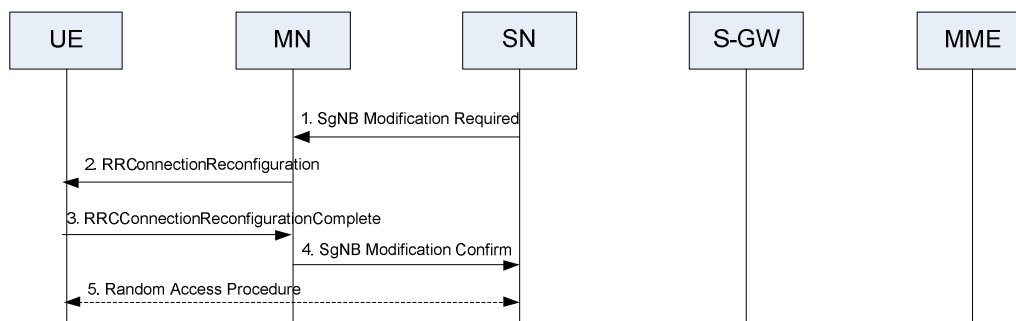 UE
MN
SN
S-GW
MME
1. SgNB Modification Required
2. RRConnectionReconfiguration
3. RRCConnectionReconfigurationComplete
4. SgNB Modification Confirm
5. Random Access Procedure